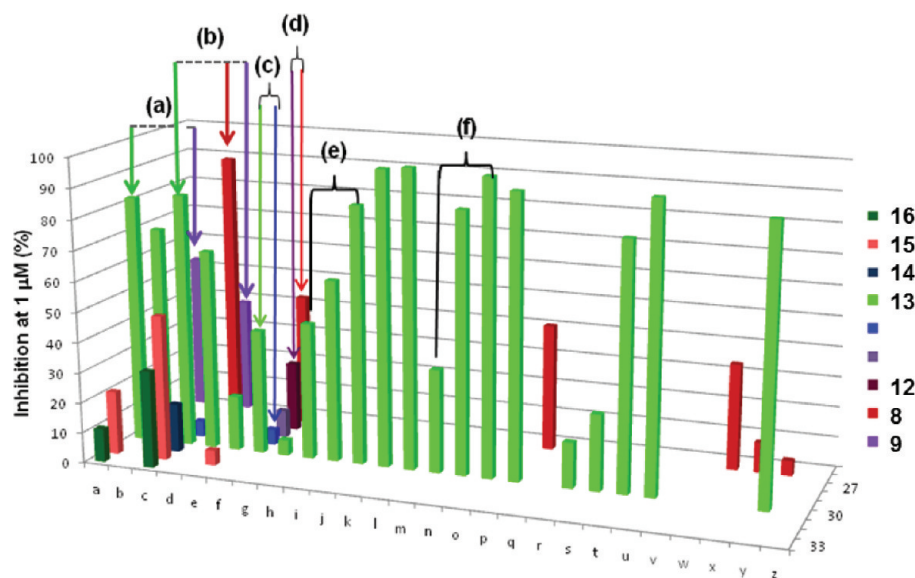 (d)
(b)
(c)
(a)
(e)
(f)
Inhibition at 1 μM (%)
100
90
80
70
60
50
40
30
20
10
0
a b c d e f g h i j k l m n o p q r s t u v w x y z
27
30
33
16
15
14
13
12
8
9